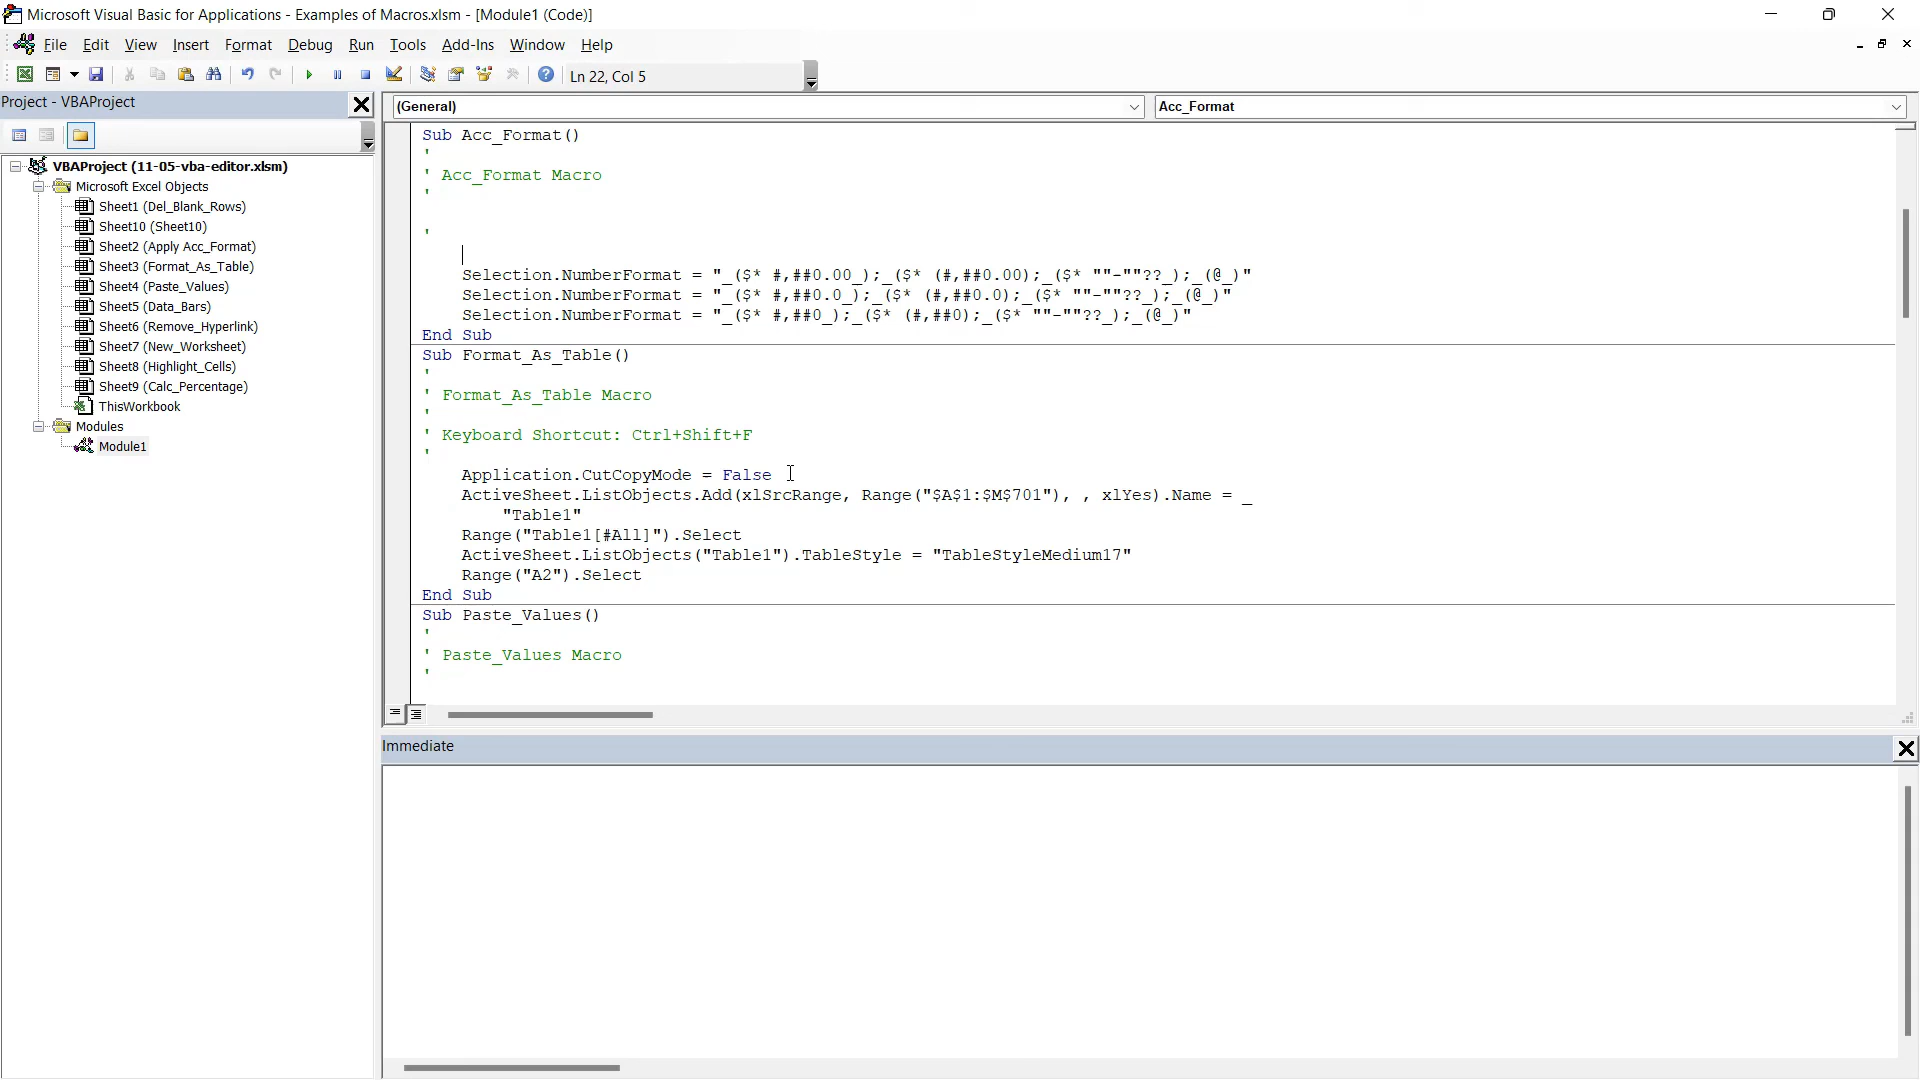 Microsoft Visual Basic for Applications - Examples of Macros.xlsm - [Module1 (Code)]
File Edit View Insert Format Debug Run Tools Add-Ins Window Help
Ln 22, Col 5
Project - VBAProject
VBAProject (11-05-vba-editor.xlsm)
Microsoft Excel Objects
Sheet1 (Del_Blank_Rows)
Sheet10 (Sheet10)
Sheet2 (Apply Acc_Format)
Sheet3 (Format_As_Table)
Sheet4 (Paste_Values)
Sheet5 (Data_Bars)
Sheet6 (Remove_Hyperlink)
Sheet7 (New_Worksheet)
Sheet8 (Highlight_Cells)
Sheet9 (Calc_Percentage)
ThisWorkbook
Modules
Module1
(General) Acc_Format
Sub Acc_Format()
'
' Acc_Format Macro
'
'
Selection.NumberFormat = "_($* #,##0.00_);_($* (#,##0.00);_($* ""-""??_);_(@_)"
Selection.NumberFormat = "_($* #,##0.0_);_($* (#,##0.0);_($* ""-""??_);_(@_)"
Selection.NumberFormat = "_($* #,##0_);_($* (#,##0);_($* ""-""??_);_(@_)"
End Sub
Sub Format_As_Table()
'
' Format_As_Table Macro
'
' Keyboard Shortcut: Ctrl+Shift+F
'
Application.CutCopyMode = False
ActiveSheet.ListObjects.Add(xlSrcRange, Range("$A$1:$M$701"), , xlYes).Name = _
"Table1"
Range("Table1[#All]").Select
ActiveSheet.ListObjects("Table1").TableStyle = "TableStyleMedium17"
Range("A2").Select
End Sub
Sub Paste_Values()
'
' Paste_Values Macro
'
Immediate